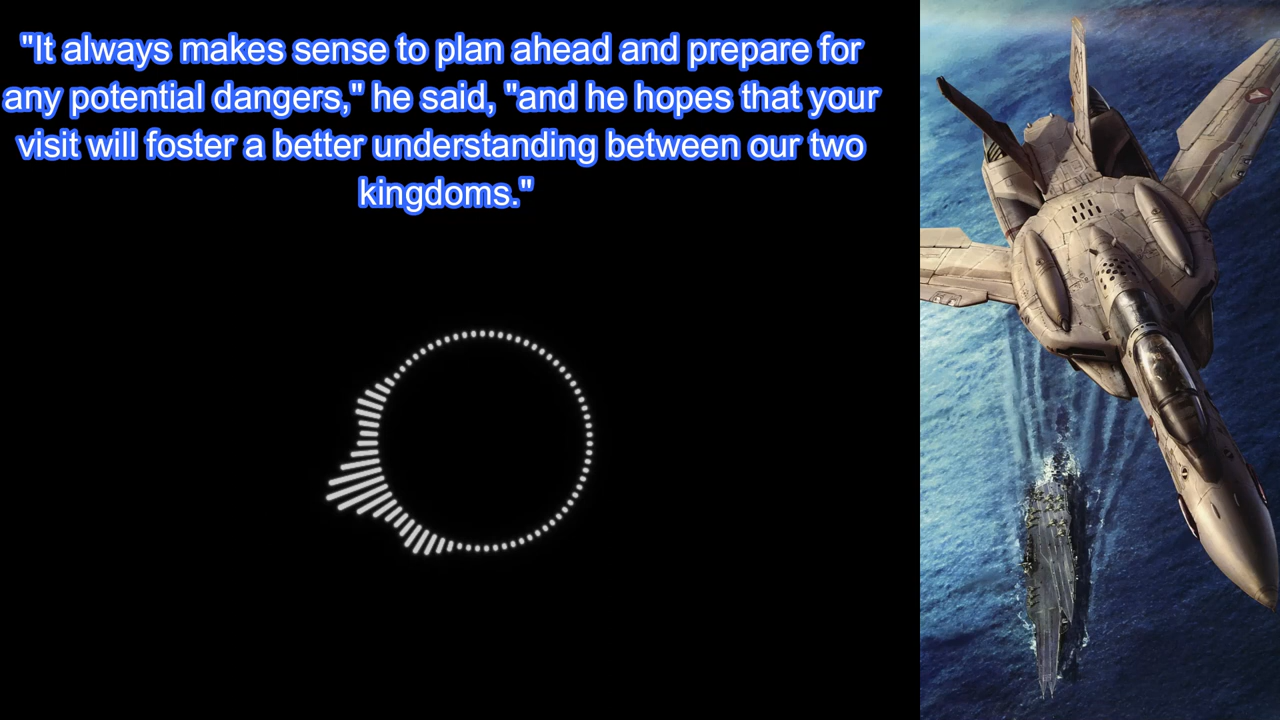 "It always makes sense to plan ahead and prepare for
any potential dangers," he said, "and he hopes that your
visit will foster a better understanding between our two
kingdoms."